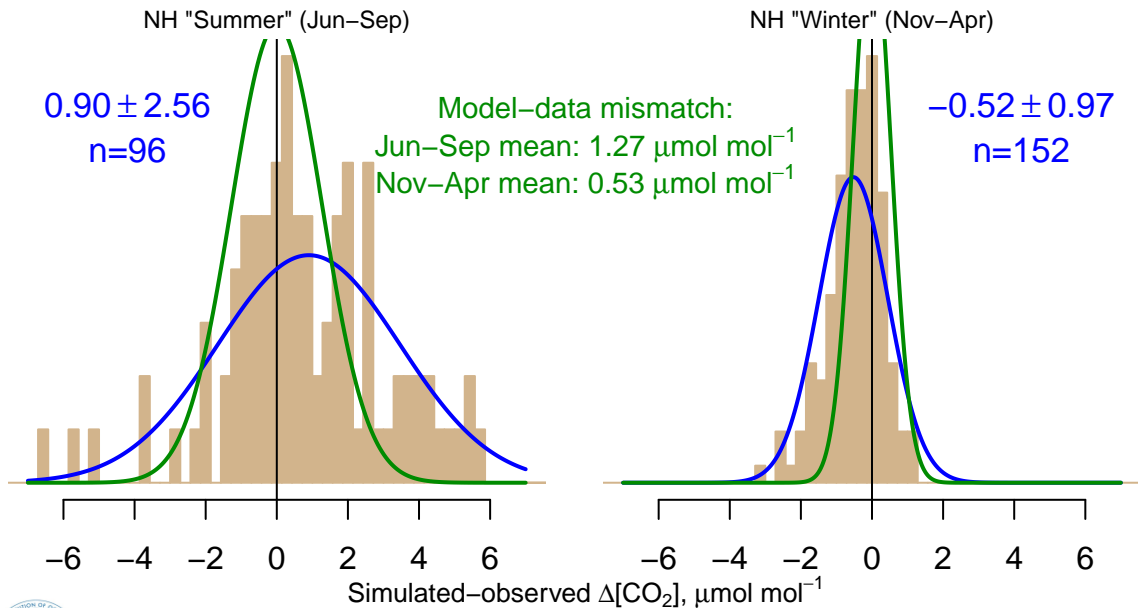 NH "Summer" (Jun−Sep)
NH "Winter" (Nov−Apr)
0.90 ± 2.56
n=96
Model−data mismatch:
Jun−Sep mean: 1.27 μmol mol⁻¹
Nov−Apr mean: 0.53 μmol mol⁻¹
−0.52 ± 0.97
n=152
−6 −4 −2 0 2 4 6
−6 −4 −2 0 2 4 6
Simulated−observed Δ[CO₂], μmol mol⁻¹